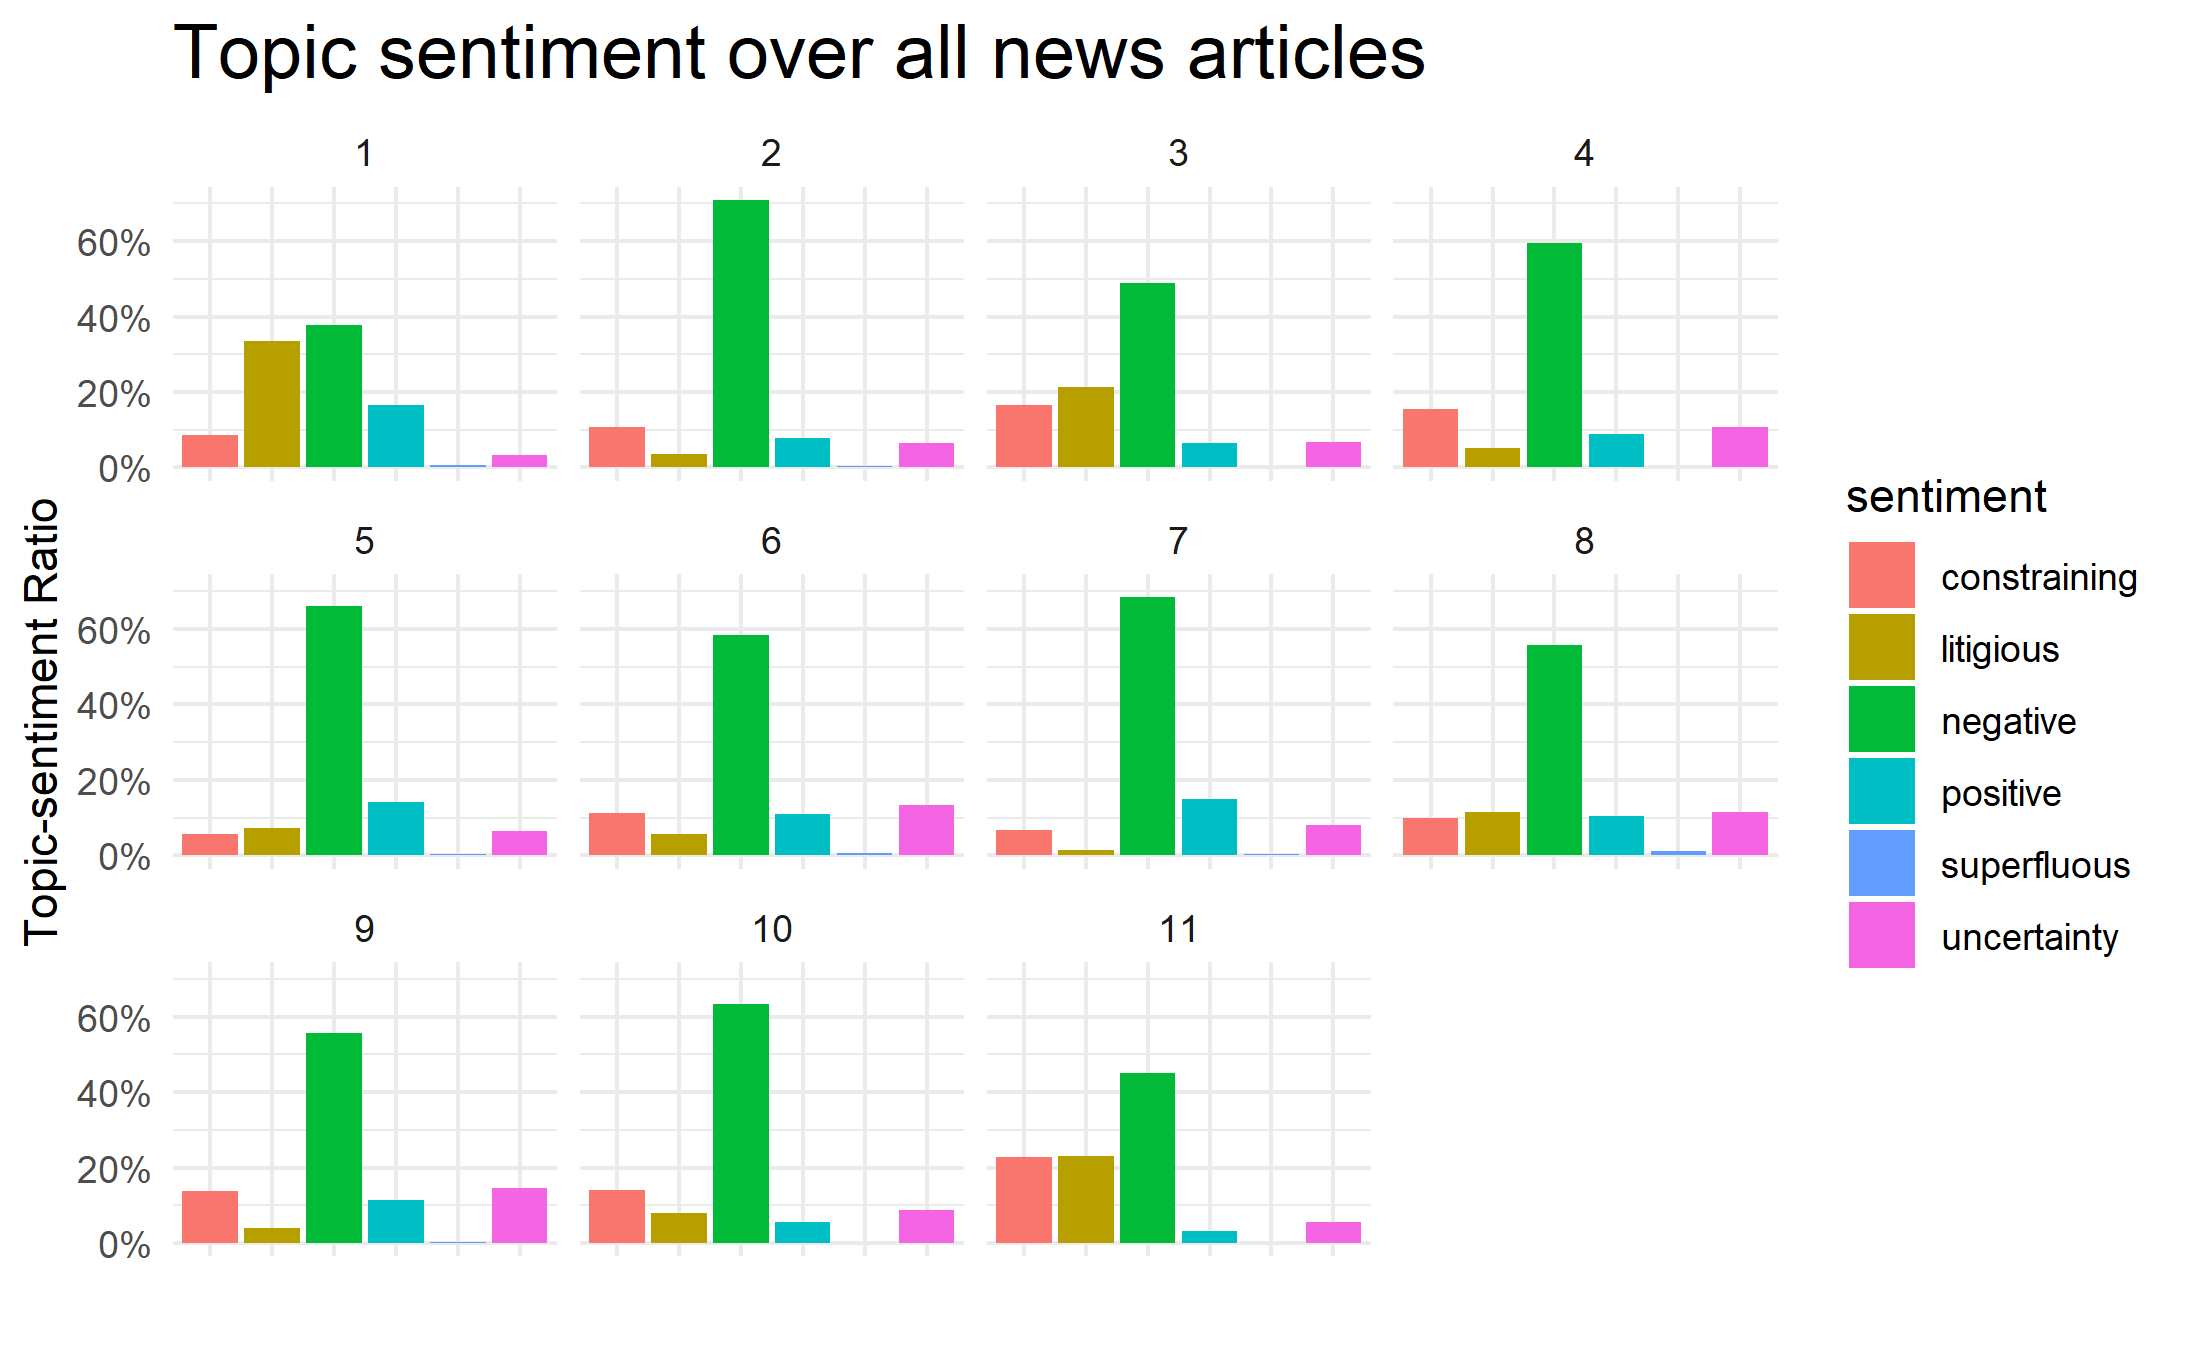 Topic sentiment over all news articles
1 2 3 4
60%
40%
20%
0%
5 6 7 8
60%
40%
20%
0%
9 10 11
60%
40%
20%
0%
Topic-sentiment Ratio
sentiment
constraining
litigious
negative
positive
superfluous
uncertainty